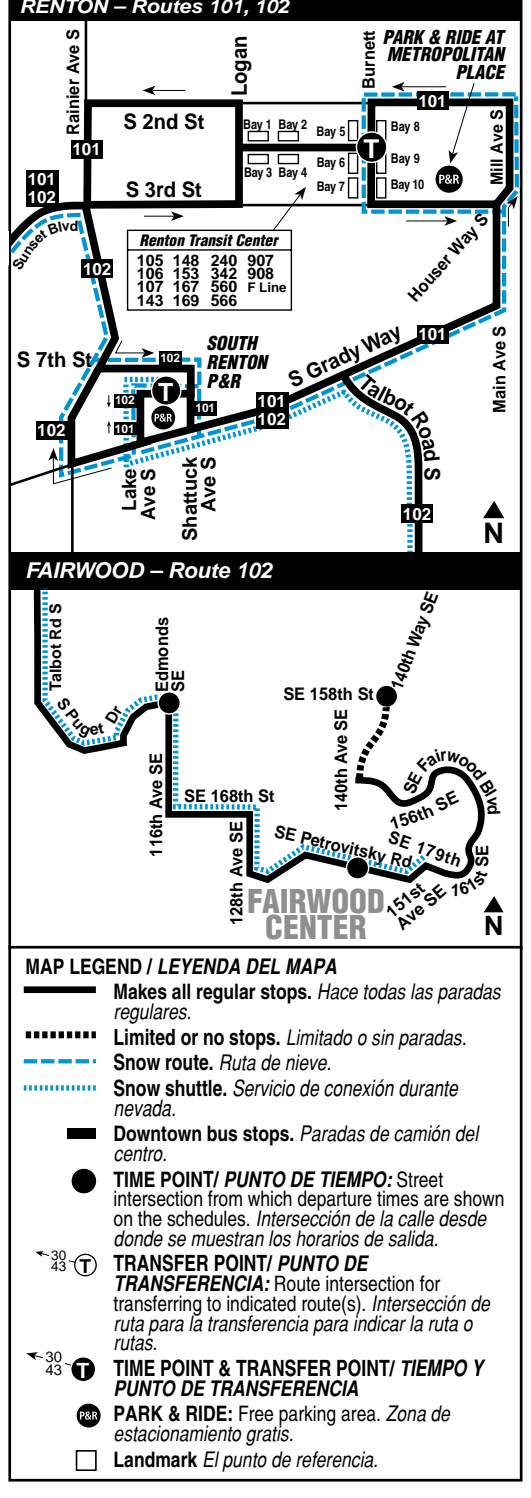 RENTON – Routes 101, 102
Rainier Ave S
Logan
Burnett
PARK & RIDE AT
METROPOLITAN
PLACE
101
S 2nd St
Bay 1 Bay 2
Bay 5
Bay 8
Mill Ave S
101
T
Bay 6
Bay 9
P&R
101
102
S 3rd St
Bay 3 Bay 4
Bay 7
Bay 10
Sunset Blvd
Renton Transit Center
105 148 240 907
106 153 342 908
107 167 560 F Line
143 169 566
Houser Way S
102
Main Ave S
S 7th St
102
SOUTH
RENTON
P&R
S Grady Way
101
T
102
P&R
101
101
101
102
102
Talbot Road S
Lake
Ave S
Shattuck
Ave S
102
N
FAIRWOOD – Route 102
Talbot Rd S
S Puget Dr
Edmonds
SE
140th Way SE
SE 158th St
140th Ave SE
116th Ave SE
SE 168th St
SE Fairwood Blvd
156th SE
128th Ave SE
SE Petrovitsky Rd
SE 179th
161st SE
151st
Ave SE
FAIRWOOD
CENTER
N
MAP LEGEND / LEYENDA DEL MAPA
Makes all regular stops. Hace todas las paradas
regulares.
Limited or no stops. Limitado o sin paradas.
Snow route. Ruta de nieve.
Snow shuttle. Servicio de conexión durante
nevada.
Downtown bus stops. Paradas de camión del
centro.
TIME POINT/ PUNTO DE TIEMPO: Street
intersection from which departure times are shown
on the schedules. Intersección de la calle desde
donde se muestran los horarios de salida.
30
43 T
TRANSFER POINT/ PUNTO DE
TRANSFERENCIA: Route intersection for
transferring to indicated route(s). Intersección de
ruta para la transferencia para indicar la ruta o
rutas.
30
43 T
TIME POINT & TRANSFER POINT/ TIEMPO Y
PUNTO DE TRANSFERENCIA
P&R PARK & RIDE: Free parking area. Zona de
estacionamiento gratis.
Landmark El punto de referencia.